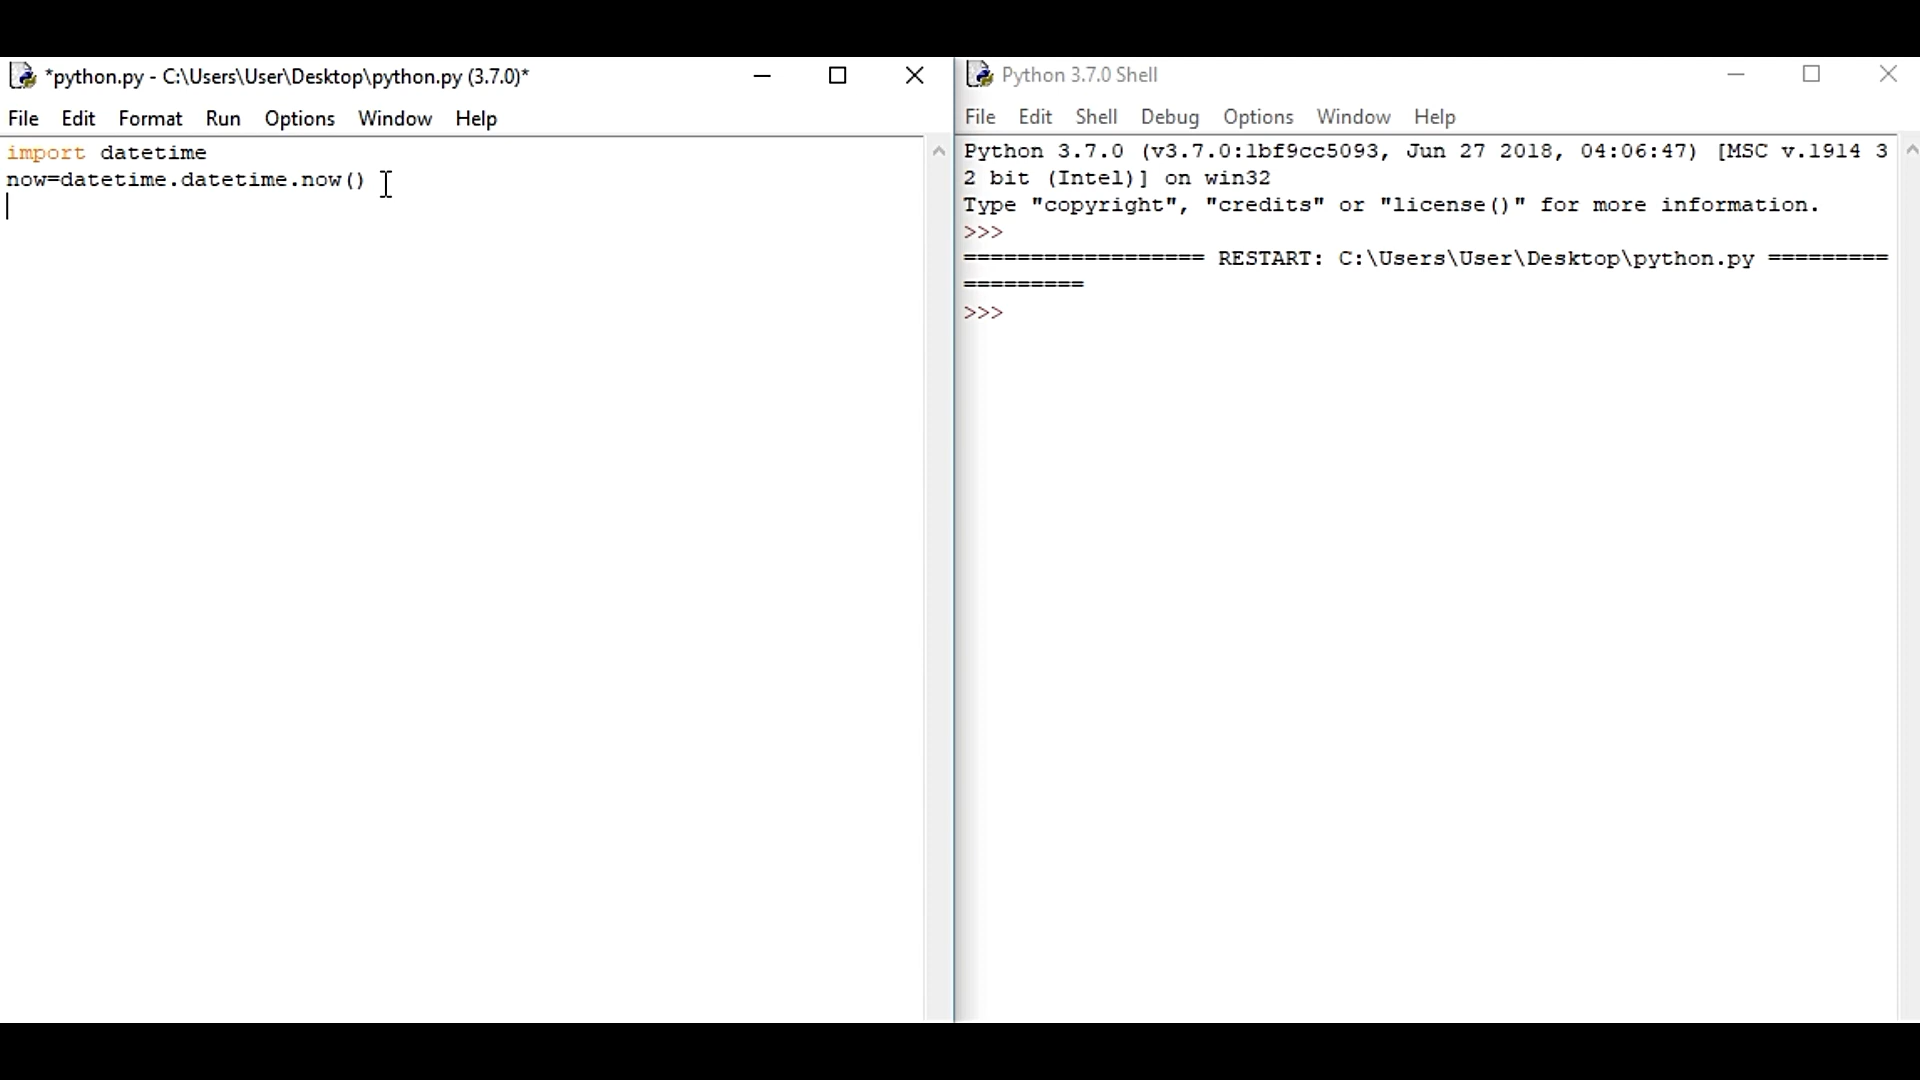 *python.py - C:\Users\User\Desktop\python.py (3.7.0)*
File Edit Format Run Options Window Help
import datetime
now=datetime.datetime.now()
Python 3.7.0 Shell
File Edit Shell Debug Options Window Help
Python 3.7.0 (v3.7.0:1bf9cc5093, Jun 27 2018, 04:06:47) [MSC v.1914 3
2 bit (Intel)] on win32
Type "copyright", "credits" or "license()" for more information.
>>>
================== RESTART: C:\Users\User\Desktop\python.py =========
=========
>>>